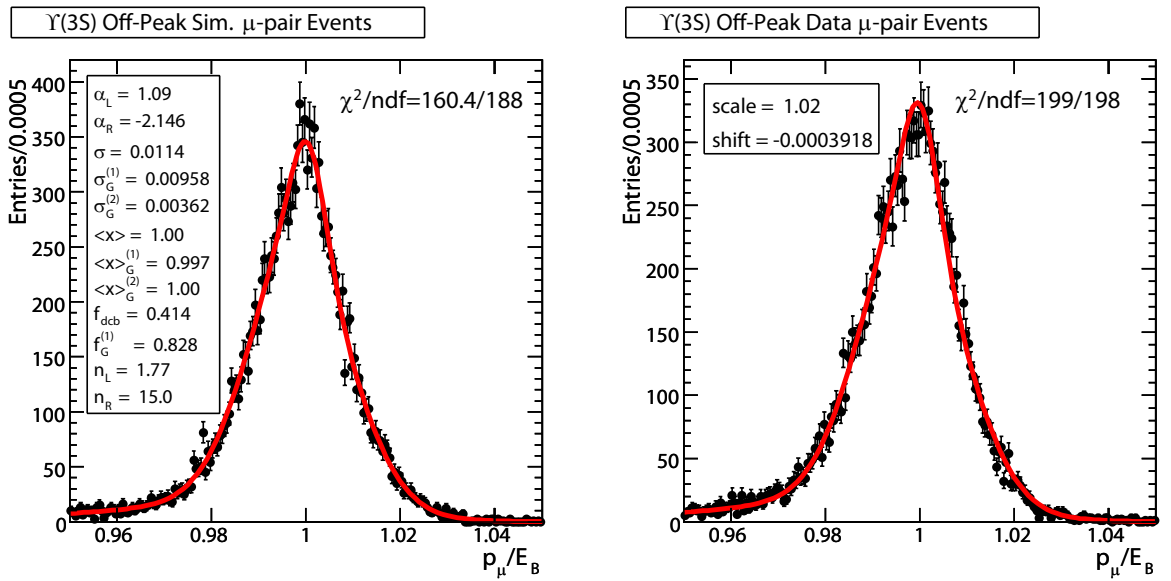 ϒ(3S) Off-Peak Sim. μ-pair Events
Entries/0.0005
400
350
300
250
200
150
100
50
0
α_L = 1.09
α_R = -2.146
σ = 0.0114
σ_G^(1) = 0.00958
σ_G^(2) = 0.00362
<x> = 1.00
<x>_G^(1) = 0.997
<x>_G^(2) = 1.00
f_dcb = 0.414
f_G^(1) = 0.828
n_L = 1.77
n_R = 15.0
χ²/ndf=160.4/188
0.96 0.98 1.00 1.02 1.04
p_μ/E_B
ϒ(3S) Off-Peak Data μ-pair Events
Entries/0.0005
350
300
250
200
150
100
50
0
scale = 1.02
shift = -0.0003918
χ²/ndf=199/198
0.96 0.98 1.00 1.02 1.04
p_μ/E_B